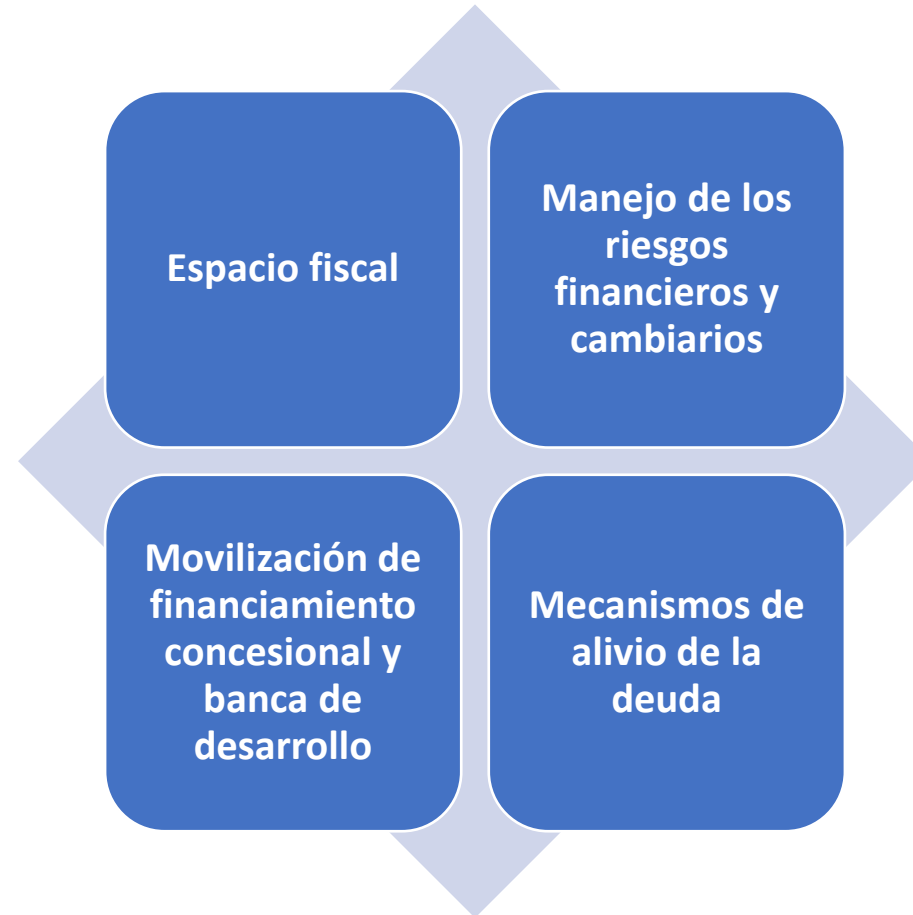 Espacio fiscal
Manejo de los
riesgos
financieros y
cambiarios
Movilización de
financiamiento
concesional y
banca de
desarrollo
Mecanismos de
alivio de la
deuda